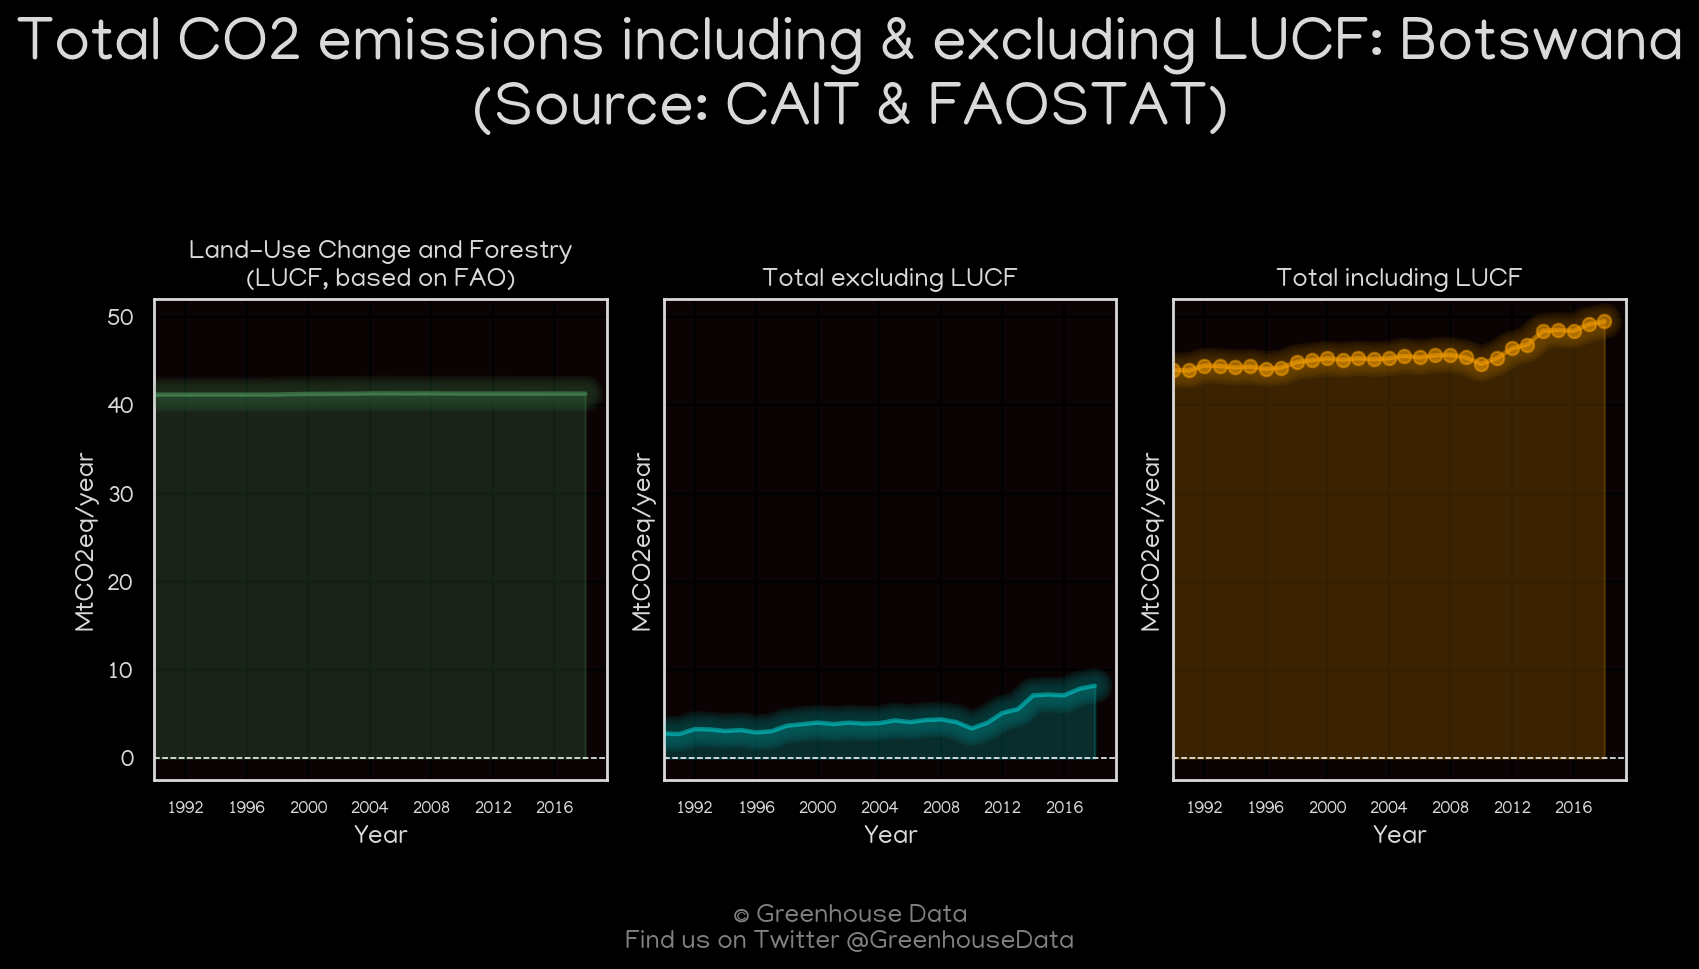 Total CO2 emissions including & excluding LUCF: Botswana
(Source: CAIT & FAOSTAT)
Land-Use Change and Forestry
(LUCF, based on FAO)
Total excluding LUCF
Total including LUCF
50
40
30
20
10
0
MtCO2eq/year
MtCO2eq/year
MtCO2eq/year
1992 1996 2000 2004 2008 2012 2016
1992 1996 2000 2004 2008 2012 2016
1992 1996 2000 2004 2008 2012 2016
Year
Year
Year
© Greenhouse Data
Find us on Twitter @GreenhouseData